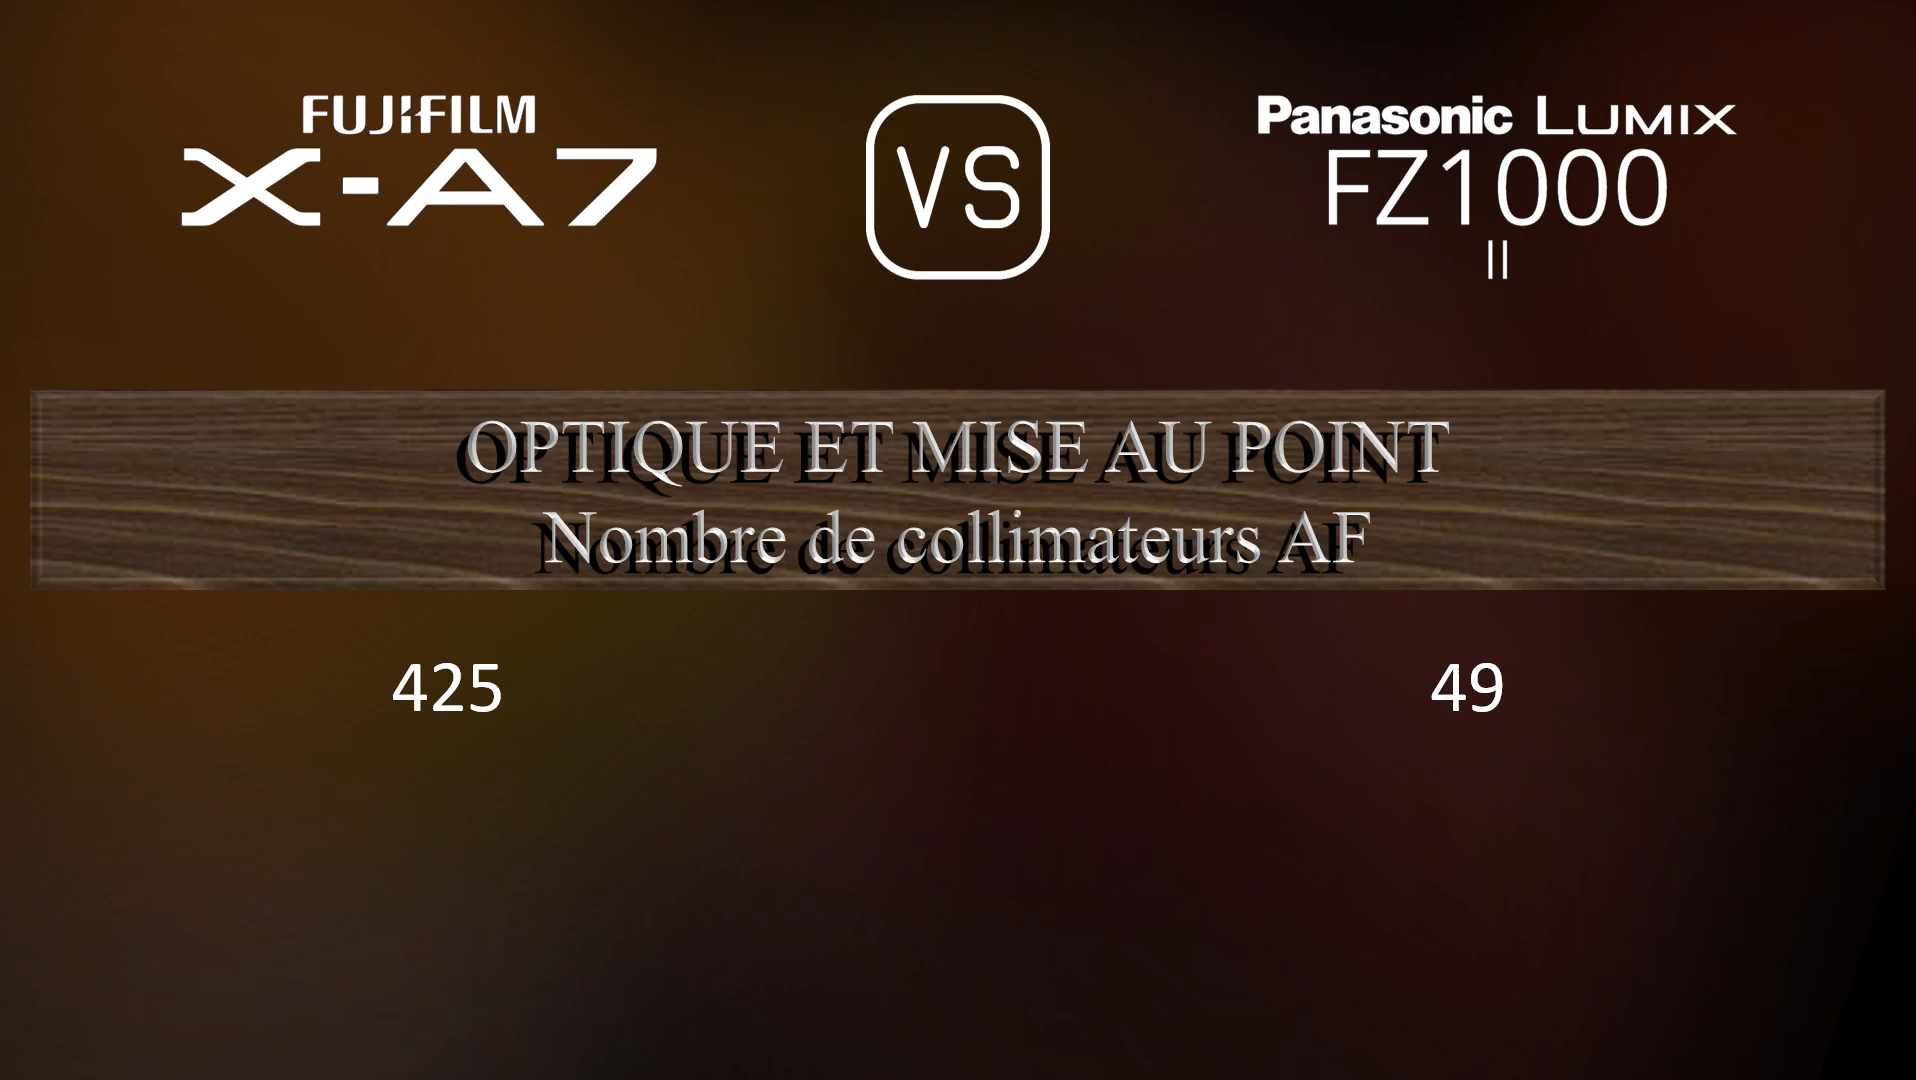 FUJIFILM
X-A7
VS
Panasonic LUMIX
FZ1000
II
OPTIQUE ET MISE AU POINT
Nombre de collimateurs AF
425
49